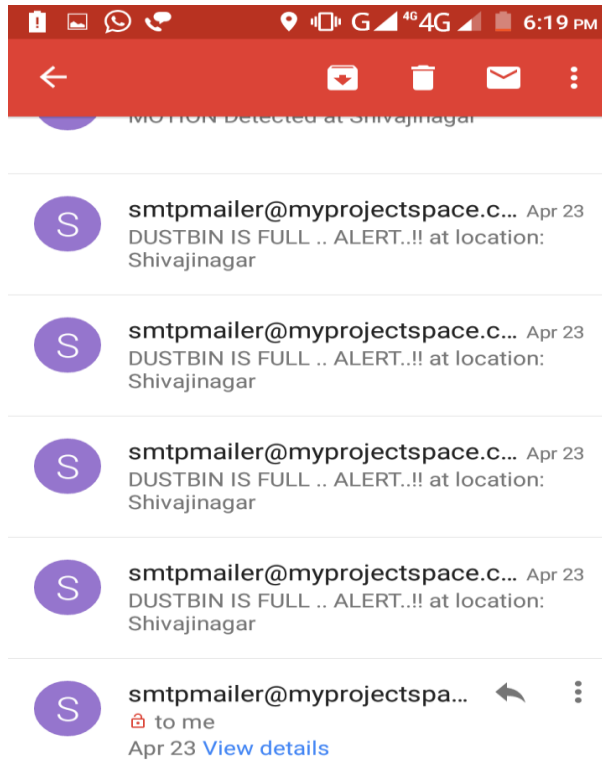 G 4G 4G 6:19 PM
MOTION Detected at Shivajinagar
S smtpmailer@myprojectspace.c... Apr 23
DUSTBIN IS FULL .. ALERT..!! at location:
Shivajinagar
S smtpmailer@myprojectspace.c... Apr 23
DUSTBIN IS FULL .. ALERT..!! at location:
Shivajinagar
S smtpmailer@myprojectspace.c... Apr 23
DUSTBIN IS FULL .. ALERT..!! at location:
Shivajinagar
S smtpmailer@myprojectspace.c... Apr 23
DUSTBIN IS FULL .. ALERT..!! at location:
Shivajinagar
S smtpmailer@myprojectspa...
to me
Apr 23 View details